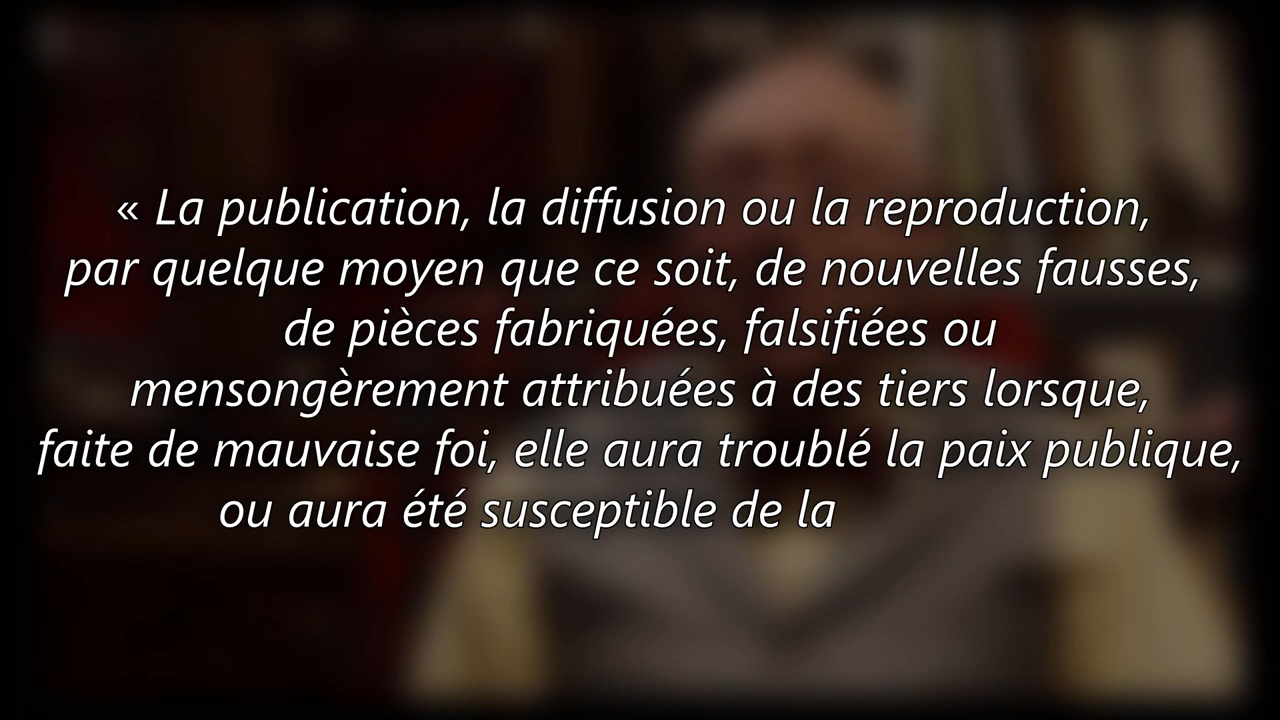 « La publication, la diffusion ou la reproduction,
par quelque moyen que ce soit, de nouvelles fausses,
de pièces fabriquées, falsifiées ou
mensongèrement attribuées à des tiers lorsque,
faite de mauvaise foi, elle aura troublé la paix publique,
ou aura été susceptible de la